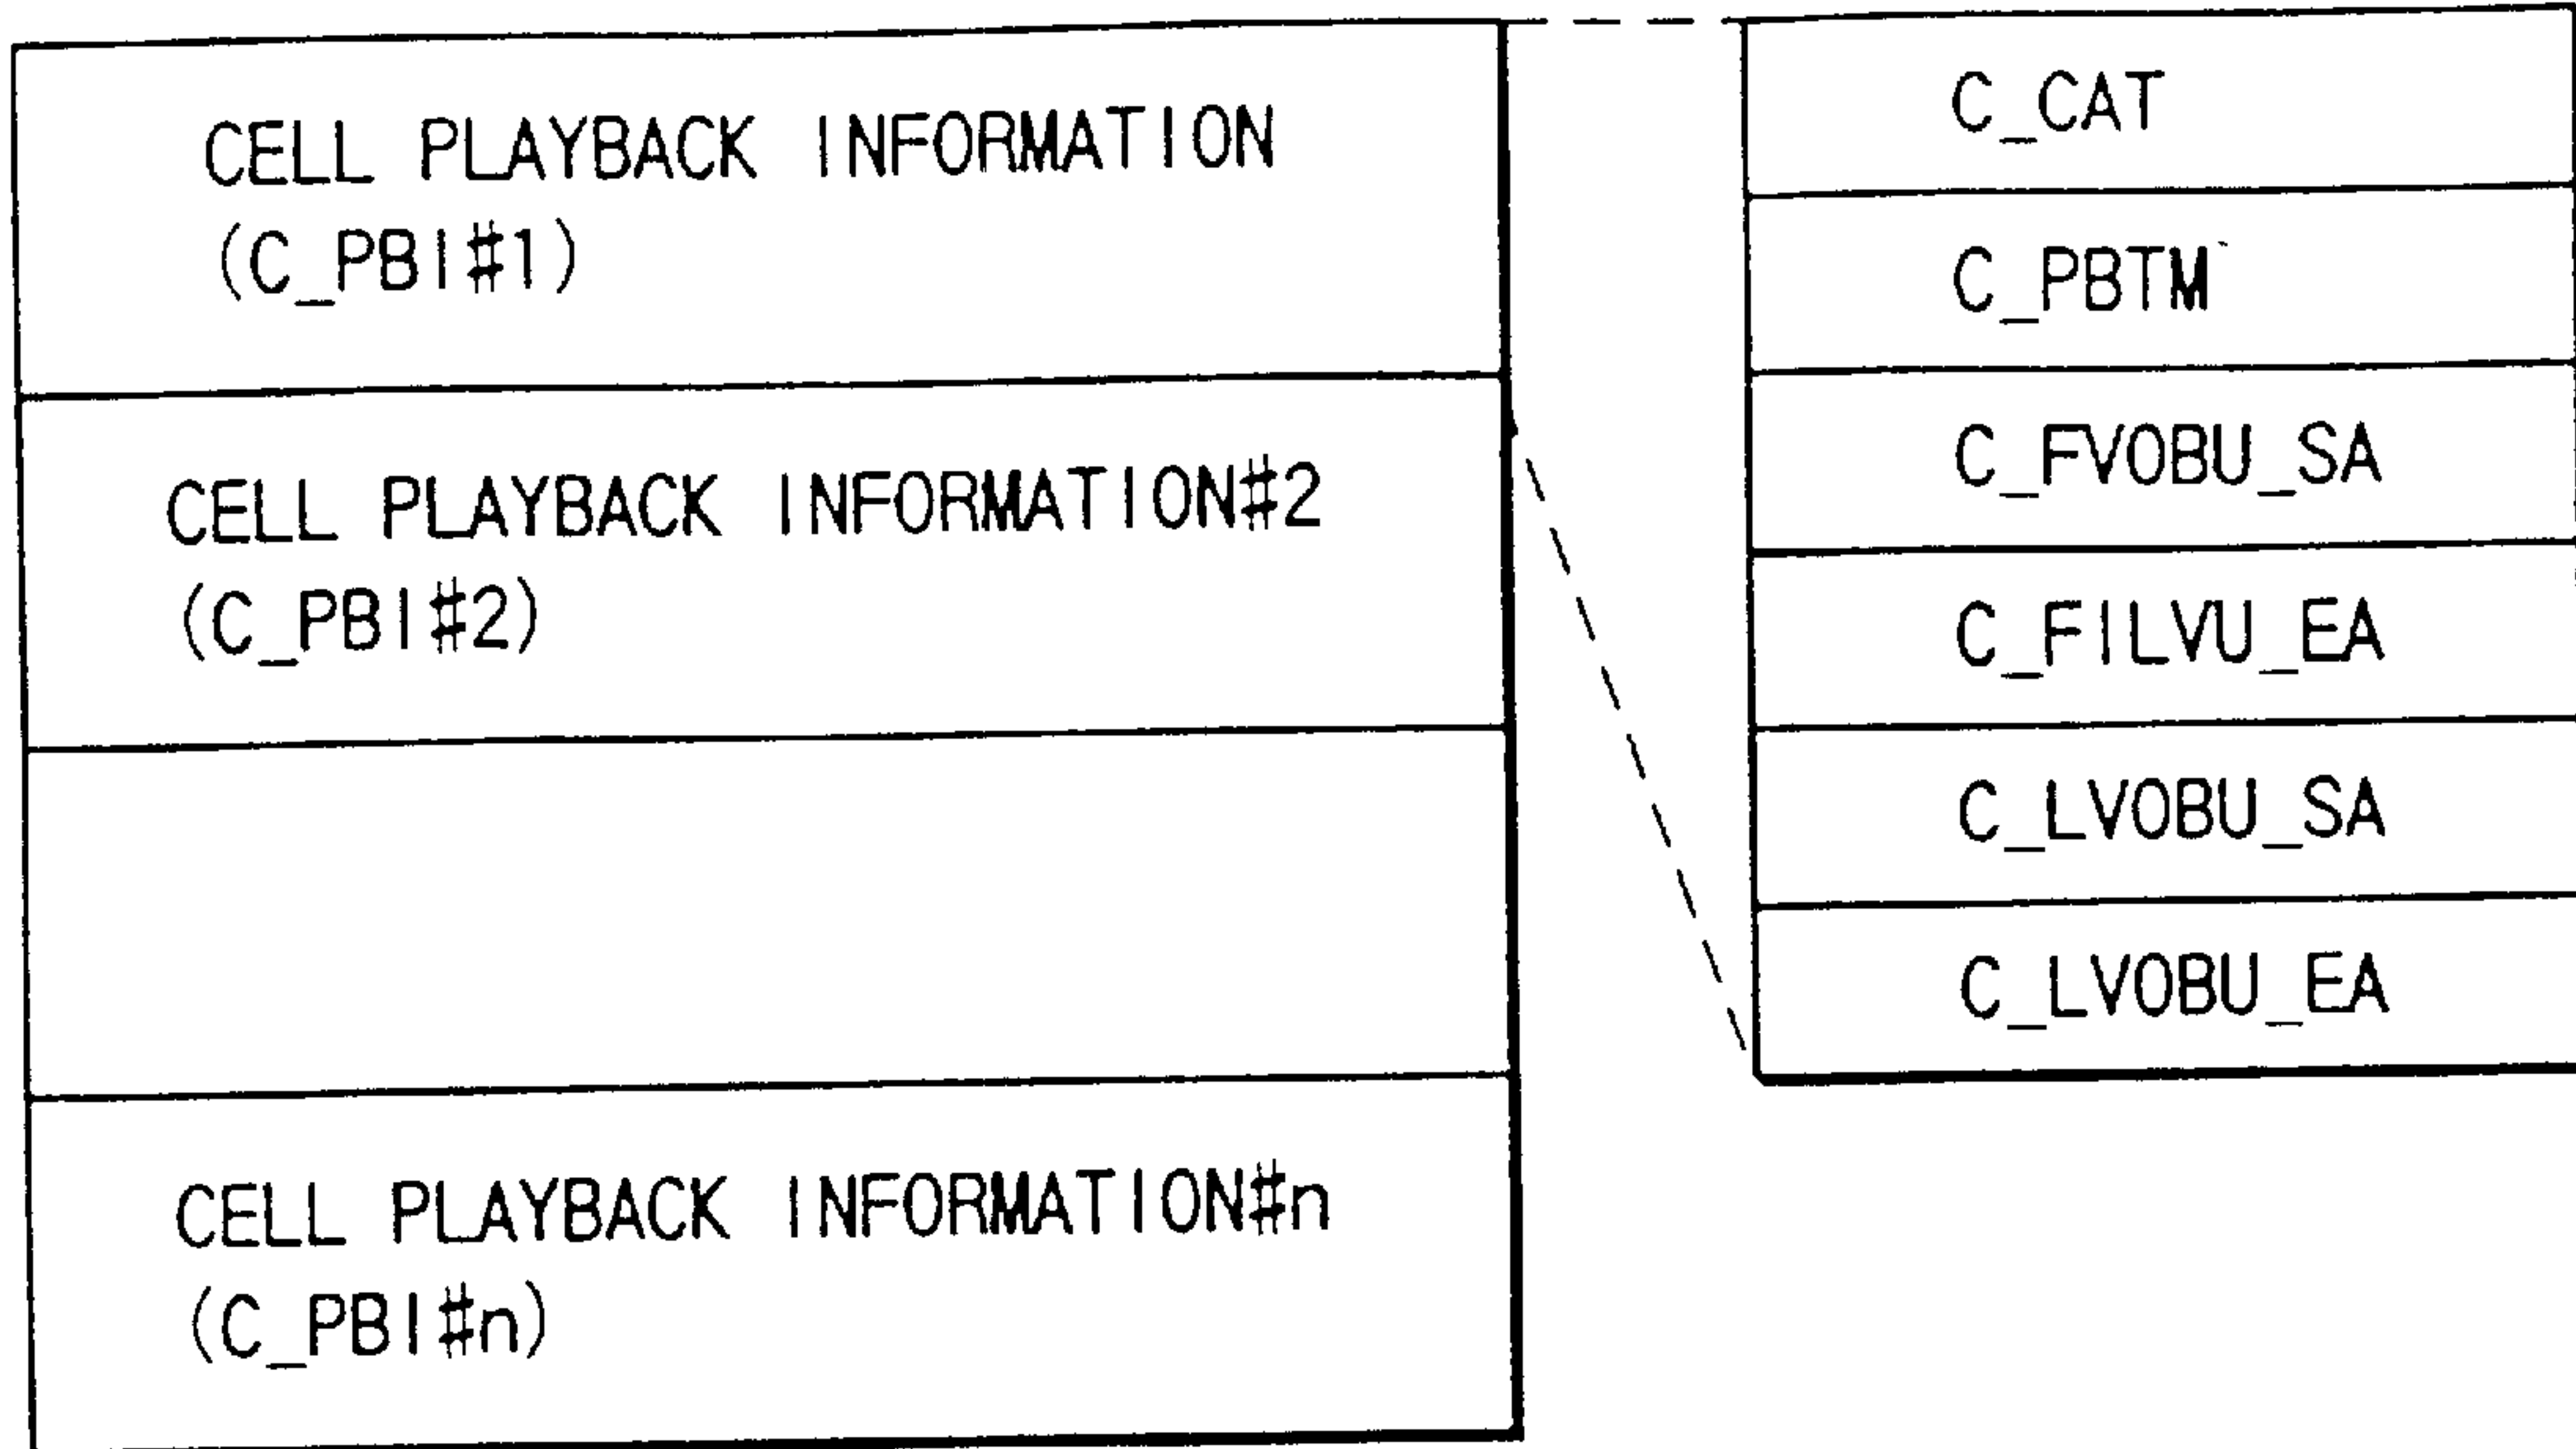 CELL PLAYBACK INFORMATION
(C_PBI#1)
CELL PLAYBACK INFORMATION#2
(C_PBI#2)
CELL PLAYBACK INFORMATION#n
(C_PBI#n)
C_CAT
C_PBTM
C_FVOBU_SA
C_FILVU_EA
C_LVOBU_SA
C_LVOBU_EA